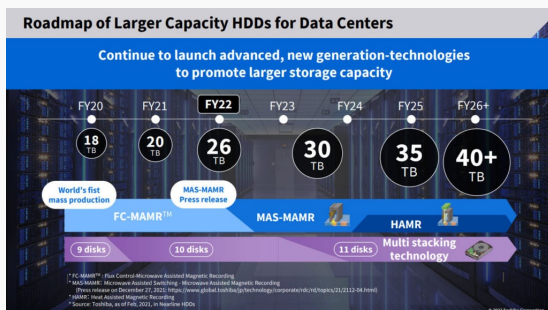 Roadmap of Larger Capacity HDDs for Data Centers
Continue to launch advanced, new generation-technologies
to promote larger storage capacity
FY20 FY21 FY22 FY23 FY24 FY25 FY26+
18 TB 20 TB 26 TB 30 TB 35 TB 40+ TB
World's fist
mass production
MAS-MAMR
Press release
FC-MAMR™ MAS-MAMR HAMR
9 disks 10 disks 11 disks Multi stacking
technology
* FC-MAMR™ : Flux Control-Microwave Assisted Magnetic Recording
* MAS-MAMR: Microwave Assisted Switching - Microwave Assisted Magnetic Recording
(Press release on December 27, 2021: https://www.global.toshiba/jp/technology/corporate/rdc/rd/topics/21/2112-04.html)
* HAMR: Heat Assisted Magnetic Recording
* Source: Toshiba, as of Feb, 2021, in Nearline HDDs